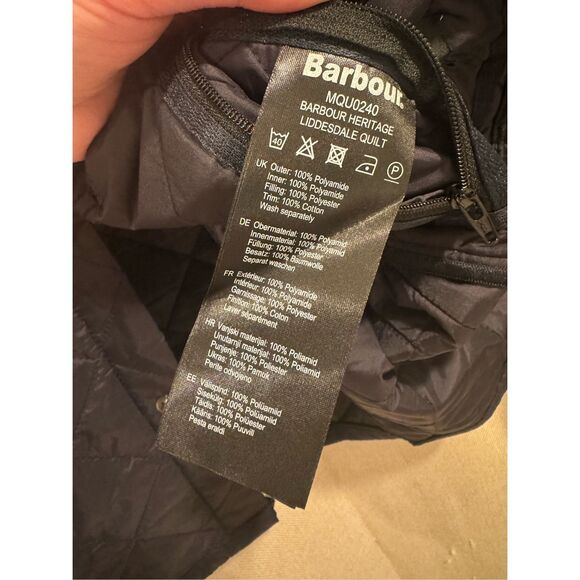 Barbour
MQU0240
BARBOUR HERITAGE
LIDDESDALE QUILT
40
P
UK Outer: 100% Polyamide
Inner: 100% Polyamide
Filling: 100% Polyester
Trim: 100% Cotton
Wash separately
DE Obermaterial: 100% Polyamid
Innenmaterial: 100% Polyamid
Füllung: 100% Polyester
Besatz: 100% Baumwolle
Separat waschen
FR Extérieur: 100% Polyamide
Intérieur: 100% Polyamide
Garnissage: 100% Polyester
Finition: 100% Coton
Laver séparément
HR Vanjski materijal: 100% Poliamid
Unutarnji materijal: 100% Poliamid
Punjenje: 100% Poliester
Ukras: 100% Pamuk
Perite odvojeno
EE Välispind: 100% Polüamiid
Sisekülg: 100% Polüamiid
Täidis: 100% Polüester
Kääris: 100% Puuvill
Pesta eraldi